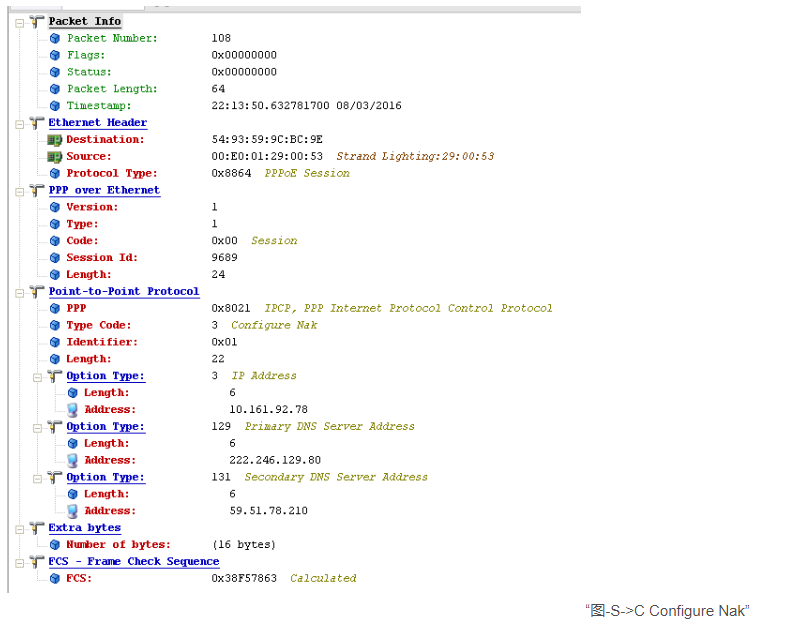 Packet Info
Packet Number: 108
Flags: 0x00000000
Status: 0x00000000
Packet Length: 64
Timestamp: 22:13:50.632781700 08/03/2016
Ethernet Header
Destination: 54:93:59:9C:BC:9E
Source: 00:E0:01:29:00:53 Strand Lighting:29:00:53
Protocol Type: 0x8864 PPPoE Session
PPP over Ethernet
Version: 1
Type: 1
Code: 0x00 Session
Session Id: 9689
Length: 24
Point-to-Point Protocol
PPP 0x8021 IPCP, PPP Internet Protocol Control Protocol
Type Code: 3 Configure Nak
Identifier: 0x01
Length: 22
Option Type: 3 IP Address
Length: 6
Address: 10.161.92.78
Option Type: 129 Primary DNS Server Address
Length: 6
Address: 222.246.129.80
Option Type: 131 Secondary DNS Server Address
Length: 6
Address: 59.51.78.210
Extra bytes
Number of bytes: (16 bytes)
FCS - Frame Check Sequence
FCS: 0x38F57863 Calculated
“图-S->C Configure Nak”